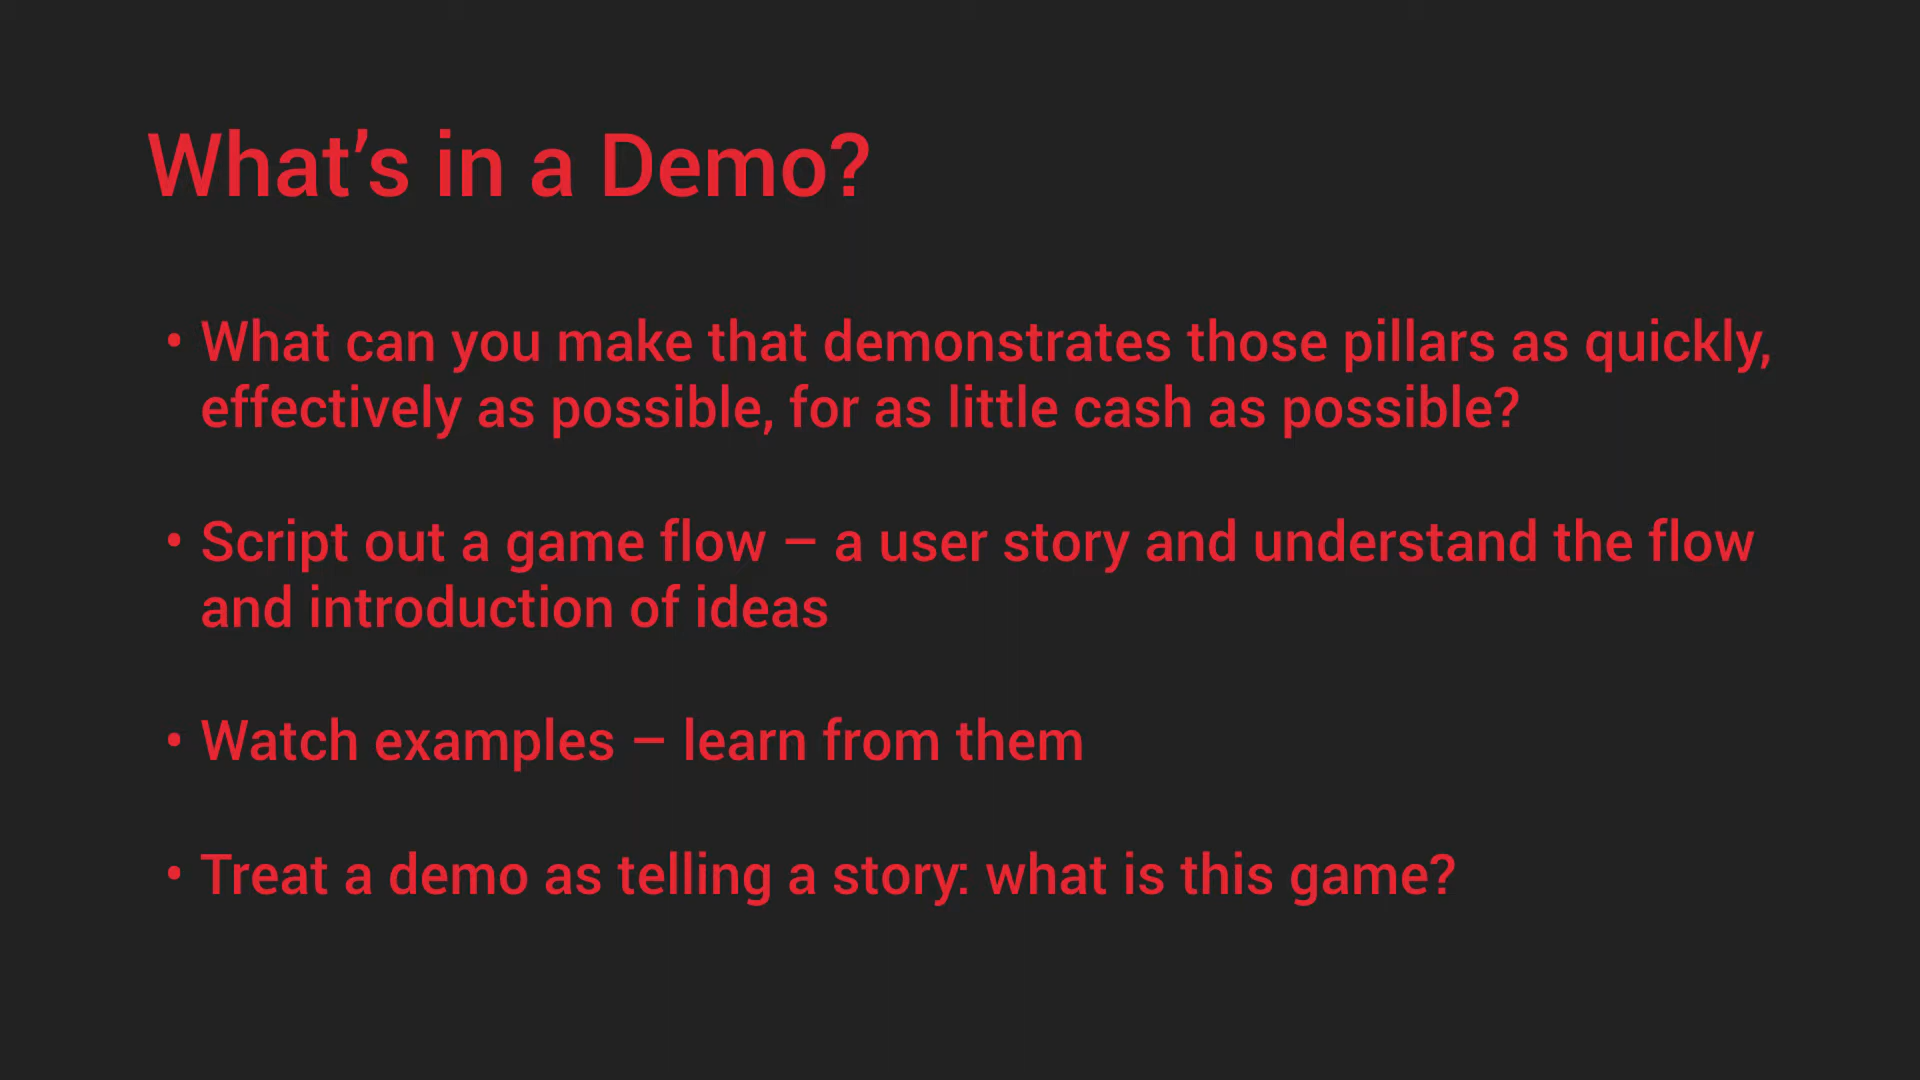 What’s in a Demo?
• What can you make that demonstrates those pillars as quickly,
effectively as possible, for as little cash as possible?
• Script out a game flow – a user story and understand the flow
and introduction of ideas
• Watch examples – learn from them
• Treat a demo as telling a story: what is this game?